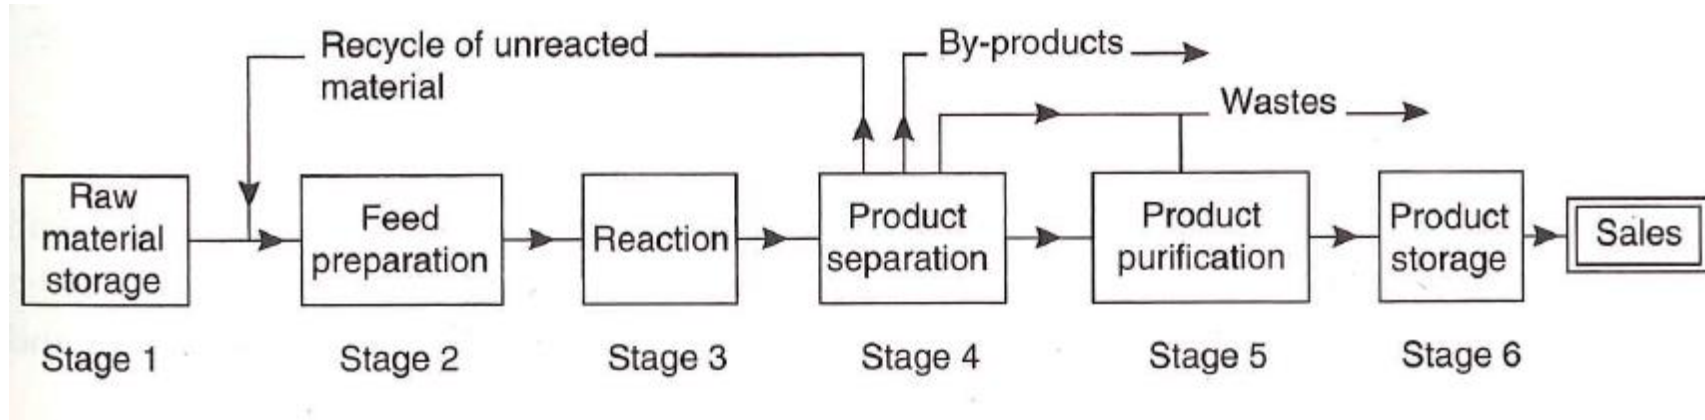 Recycle of unreacted
material
By-products
Wastes
Raw
material
storage
Feed
preparation
Reaction
Product
separation
Product
purification
Product
storage
Sales
Stage 1
Stage 2
Stage 3
Stage 4
Stage 5
Stage 6